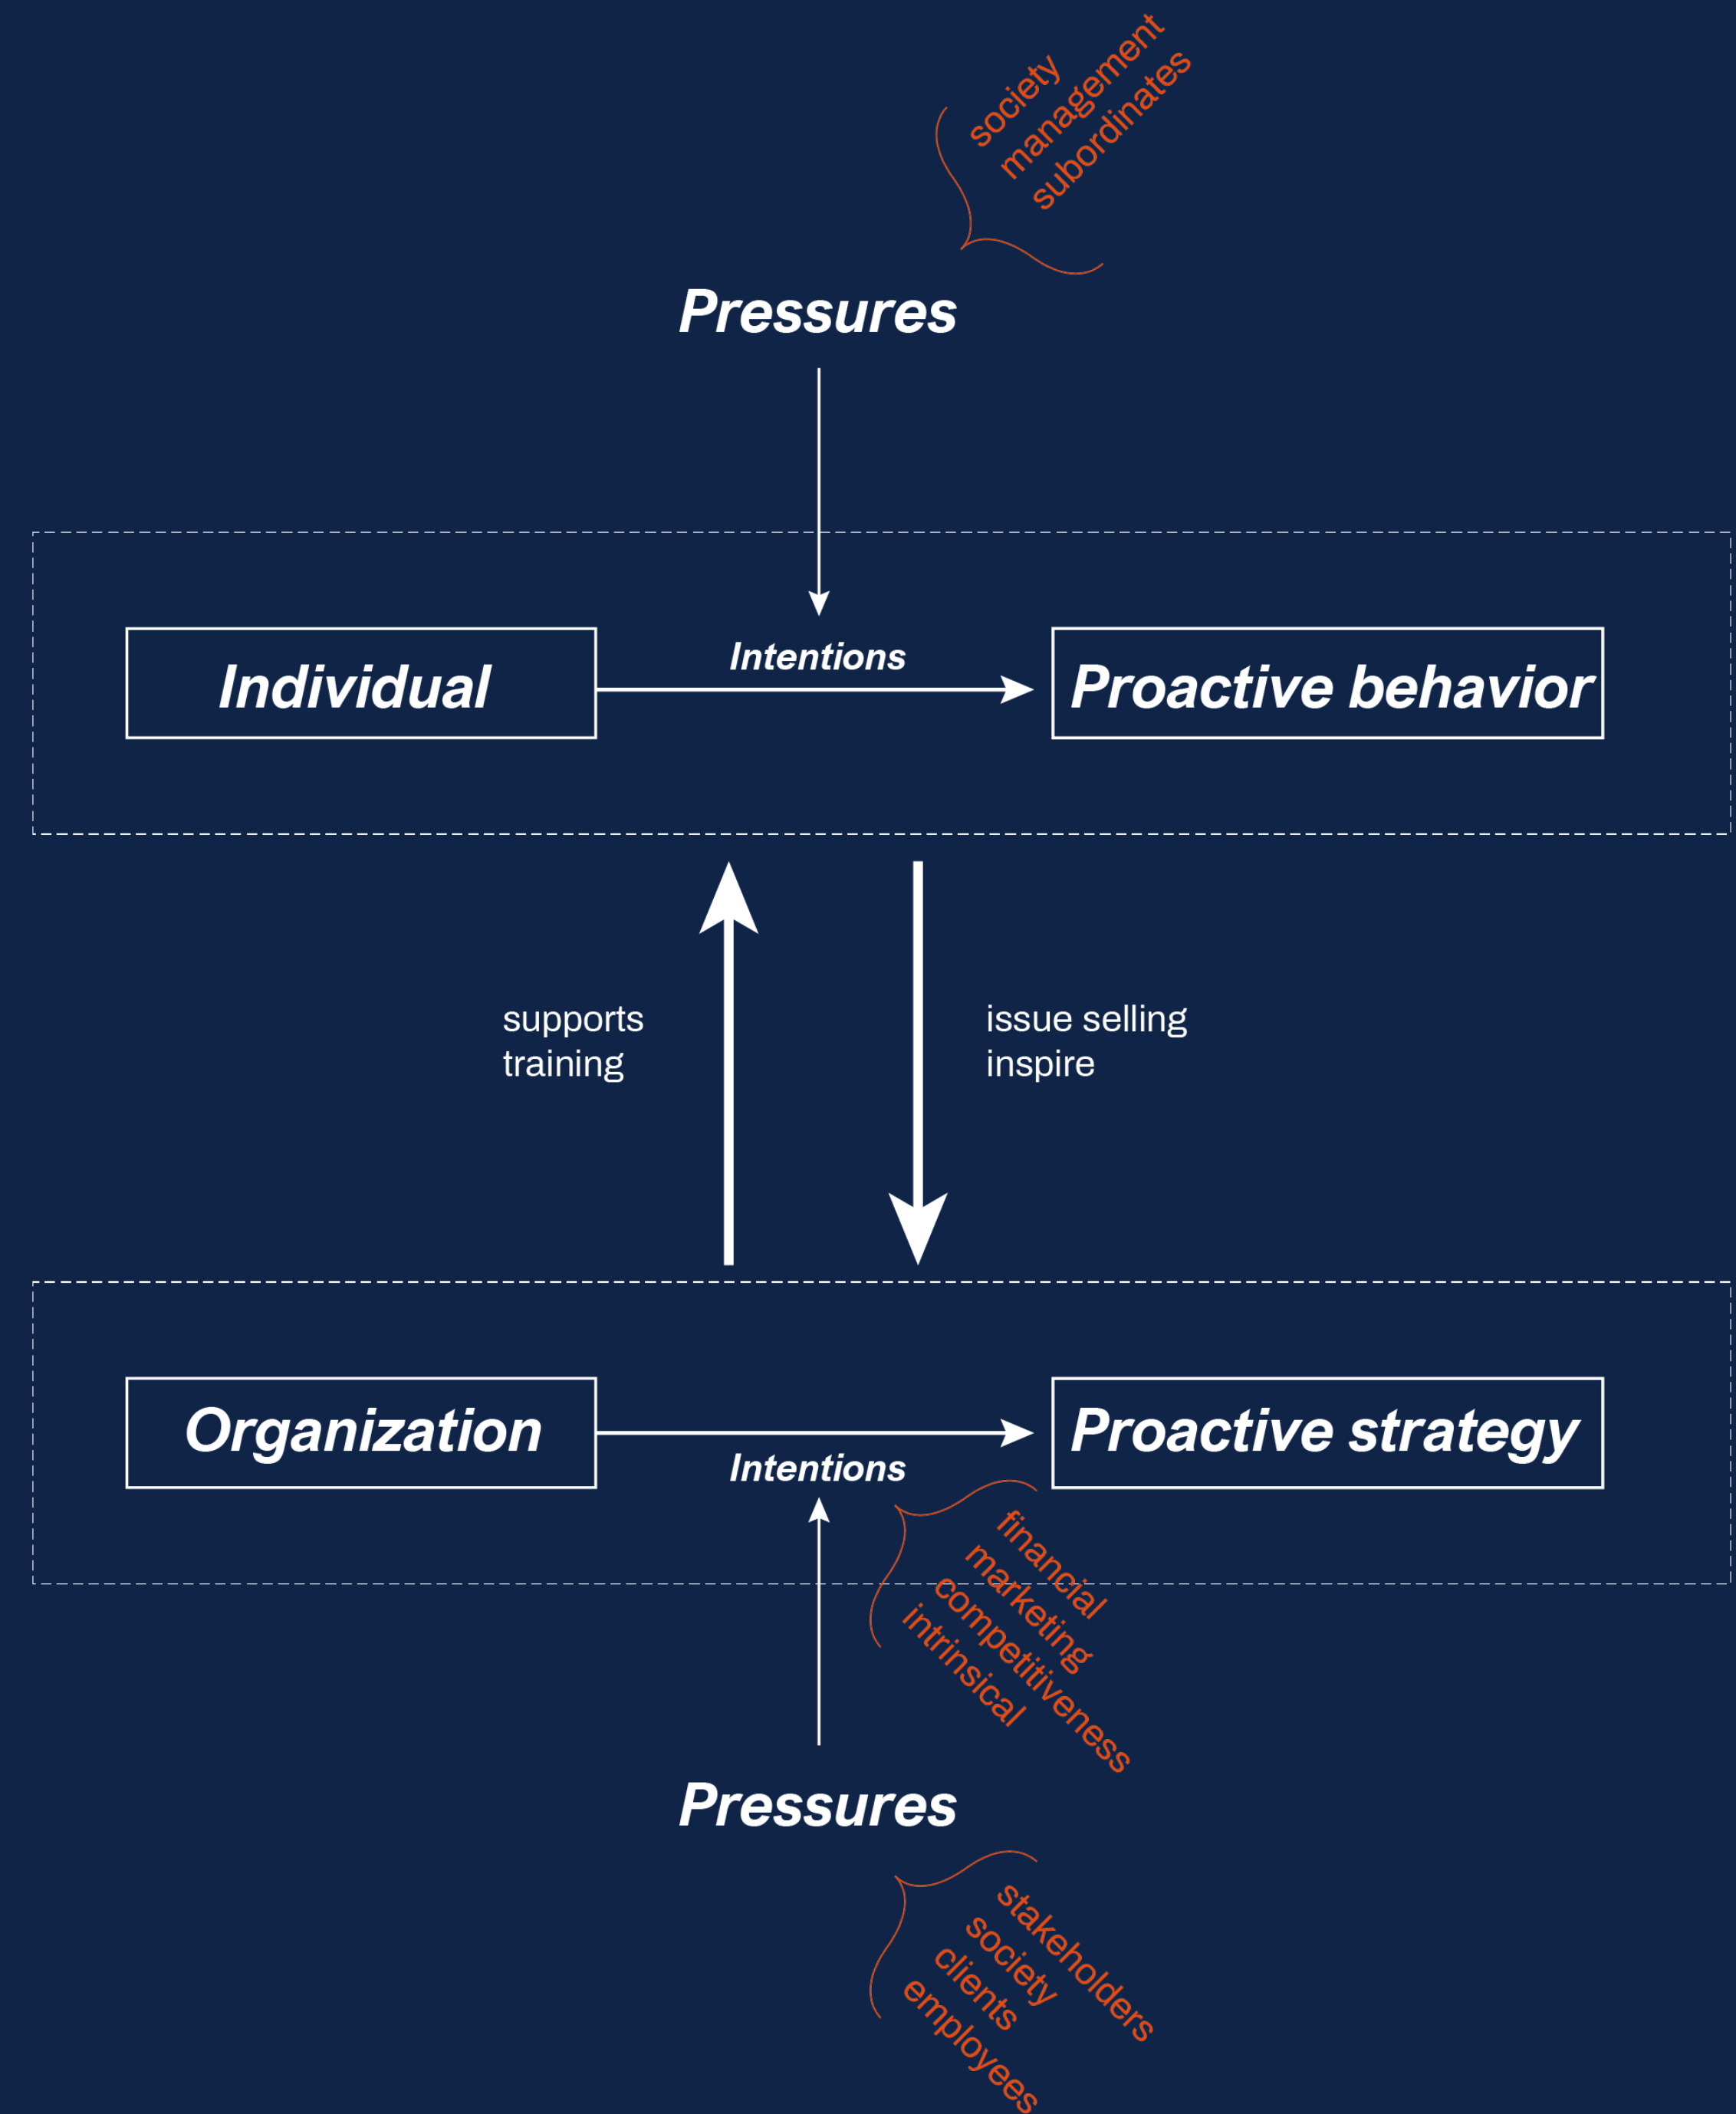 society
management
subordinates
Pressures
Intentions
Individual
Proactive behavior
supports
training
issue selling
inspire
Organization
Proactive strategy
Intentions
financial
marketing
competitiveness
intrinsical
Pressures
stakeholders
society
clients
employees